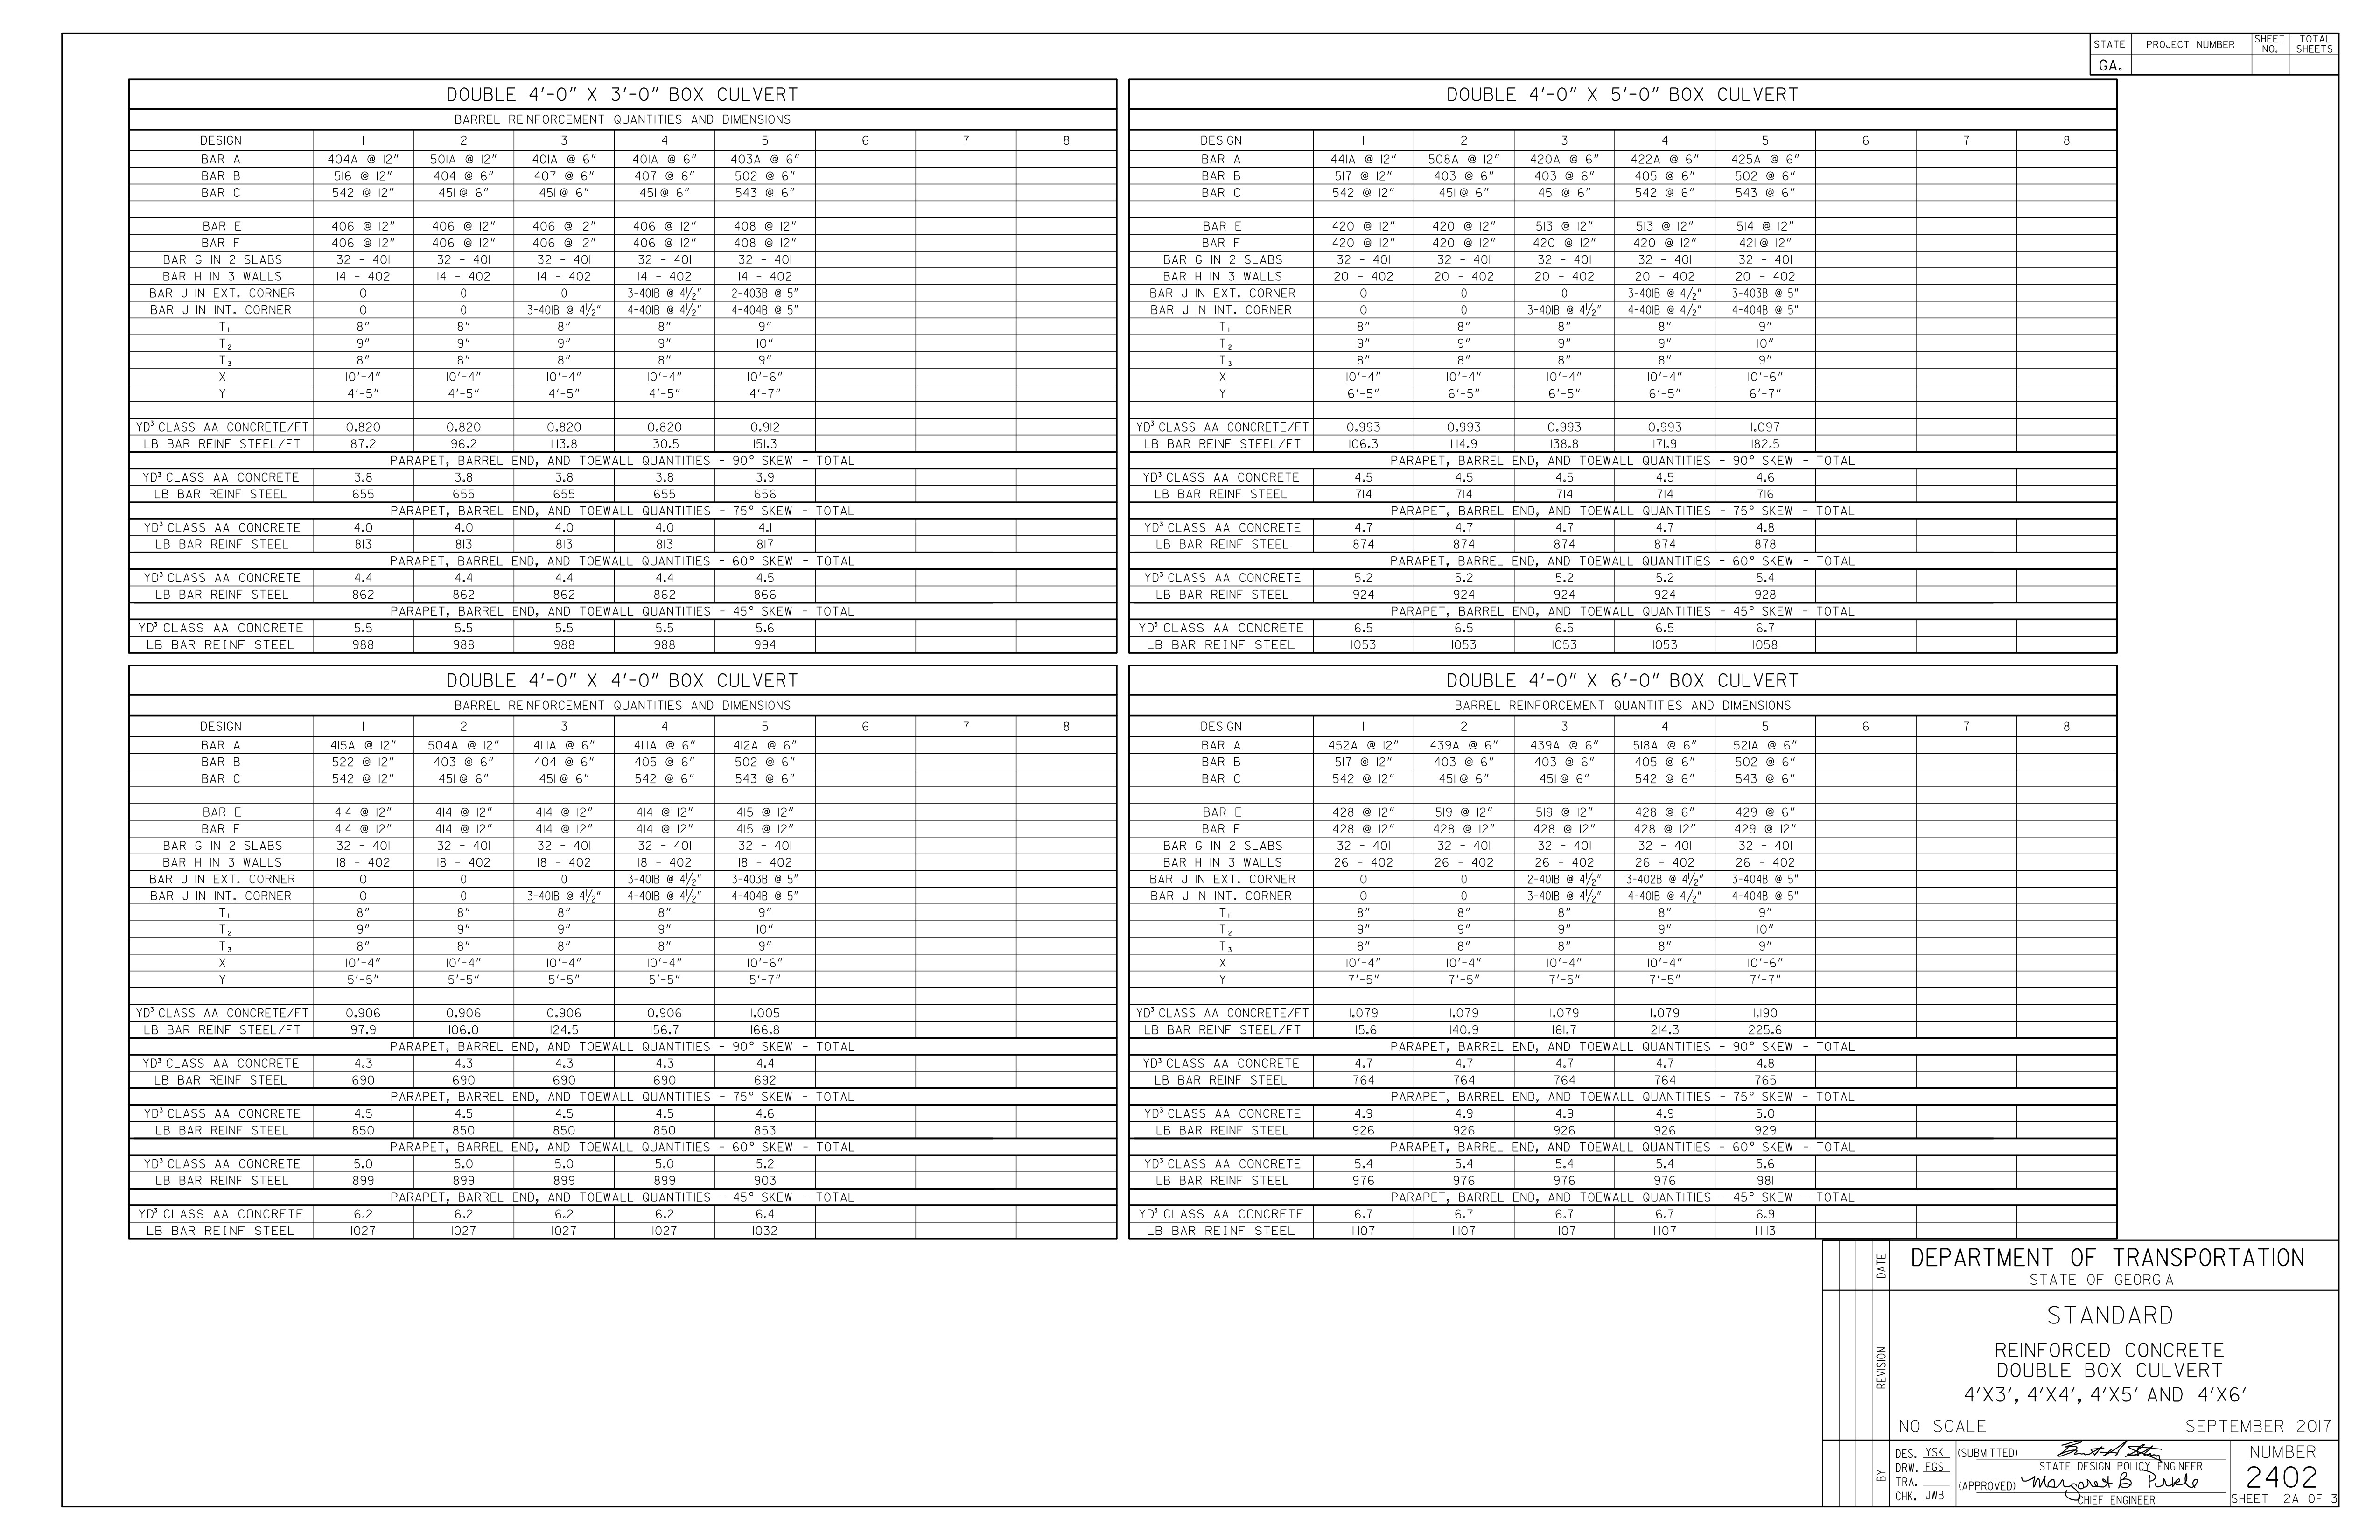 STATE PROJECT NUMBER SHEET NO. TOTAL SHEETS
GA.
DOUBLE 4'-0" X 3'-0" BOX CULVERT
BARREL REINFORCEMENT QUANTITIES AND DIMENSIONS
DESIGN 1 2 3 4 5 6 7 8
BAR A 404A @ 12" 501A @ 12" 401A @ 6" 401A @ 6" 403A @ 6"
BAR B 516 @ 12" 404 @ 6" 407 @ 6" 407 @ 6" 502 @ 6"
BAR C 542 @ 12" 451 @ 6" 451 @ 6" 451 @ 6" 543 @ 6"
BAR E 406 @ 12" 406 @ 12" 406 @ 12" 406 @ 12" 408 @ 12"
BAR F 406 @ 12" 406 @ 12" 406 @ 12" 406 @ 12" 408 @ 12"
BAR G IN 2 SLABS 32 - 401 32 - 401 32 - 401 32 - 401 32 - 401
BAR H IN 3 WALLS 14 - 402 14 - 402 14 - 402 14 - 402 14 - 402
BAR J IN EXT. CORNER 0 0 0 3-401B @ 4½" 2-403B @ 5"
BAR J IN INT. CORNER 0 0 3-401B @ 4½" 4-401B @ 4½" 4-404B @ 5"
T₁ 8" 8" 8" 8" 9"
T₂ 9" 9" 9" 9" 10"
T₃ 8" 8" 8" 8" 9"
X 10'-4" 10'-4" 10'-4" 10'-4" 10'-6"
Y 4'-5" 4'-5" 4'-5" 4'-5" 4'-7"
YD³ CLASS AA CONCRETE/FT 0.820 0.820 0.820 0.820 0.912
LB BAR REINF STEEL/FT 87.2 96.2 113.8 130.5 151.3
PARAPET, BARREL END, AND TOEWALL QUANTITIES - 90° SKEW - TOTAL
YD³ CLASS AA CONCRETE 3.8 3.8 3.8 3.8 3.9
LB BAR REINF STEEL 655 655 655 655 656
PARAPET, BARREL END, AND TOEWALL QUANTITIES - 75° SKEW - TOTAL
YD³ CLASS AA CONCRETE 4.0 4.0 4.0 4.0 4.1
LB BAR REINF STEEL 813 813 813 813 817
PARAPET, BARREL END, AND TOEWALL QUANTITIES - 60° SKEW - TOTAL
YD³ CLASS AA CONCRETE 4.4 4.4 4.4 4.4 4.5
LB BAR REINF STEEL 862 862 862 862 866
PARAPET, BARREL END, AND TOEWALL QUANTITIES - 45° SKEW - TOTAL
YD³ CLASS AA CONCRETE 5.5 5.5 5.5 5.5 5.6
LB BAR REINF STEEL 988 988 988 988 994
DOUBLE 4'-0" X 5'-0" BOX CULVERT
DESIGN 1 2 3 4 5 6 7 8
BAR A 441A @ 12" 508A @ 12" 420A @ 6" 422A @ 6" 425A @ 6"
BAR B 517 @ 12" 403 @ 6" 403 @ 6" 405 @ 6" 502 @ 6"
BAR C 542 @ 12" 451 @ 6" 451 @ 6" 542 @ 6" 543 @ 6"
BAR E 420 @ 12" 420 @ 12" 513 @ 12" 513 @ 12" 514 @ 12"
BAR F 420 @ 12" 420 @ 12" 420 @ 12" 420 @ 12" 421 @ 12"
BAR G IN 2 SLABS 32 - 401 32 - 401 32 - 401 32 - 401 32 - 401
BAR H IN 3 WALLS 20 - 402 20 - 402 20 - 402 20 - 402 20 - 402
BAR J IN EXT. CORNER 0 0 0 3-401B @ 4½" 3-403B @ 5"
BAR J IN INT. CORNER 0 0 3-401B @ 4½" 4-401B @ 4½" 4-404B @ 5"
T₁ 8" 8" 8" 8" 9"
T₂ 9" 9" 9" 9" 10"
T₃ 8" 8" 8" 8" 9"
X 10'-4" 10'-4" 10'-4" 10'-4" 10'-6"
Y 6'-5" 6'-5" 6'-5" 6'-5" 6'-7"
YD³ CLASS AA CONCRETE/FT 0.993 0.993 0.993 0.993 1.097
LB BAR REINF STEEL/FT 106.3 114.9 138.8 171.9 182.5
PARAPET, BARREL END, AND TOEWALL QUANTITIES - 90° SKEW - TOTAL
YD³ CLASS AA CONCRETE 4.5 4.5 4.5 4.5 4.6
LB BAR REINF STEEL 714 714 714 714 716
PARAPET, BARREL END, AND TOEWALL QUANTITIES - 75° SKEW - TOTAL
YD³ CLASS AA CONCRETE 4.7 4.7 4.7 4.7 4.8
LB BAR REINF STEEL 874 874 874 874 878
PARAPET, BARREL END, AND TOEWALL QUANTITIES - 60° SKEW - TOTAL
YD³ CLASS AA CONCRETE 5.2 5.2 5.2 5.2 5.4
LB BAR REINF STEEL 924 924 924 924 928
PARAPET, BARREL END, AND TOEWALL QUANTITIES - 45° SKEW - TOTAL
YD³ CLASS AA CONCRETE 6.5 6.5 6.5 6.5 6.7
LB BAR REINF STEEL 1053 1053 1053 1053 1058
DOUBLE 4'-0" X 4'-0" BOX CULVERT
BARREL REINFORCEMENT QUANTITIES AND DIMENSIONS
DESIGN 1 2 3 4 5 6 7 8
BAR A 415A @ 12" 504A @ 12" 411A @ 6" 411A @ 6" 412A @ 6"
BAR B 522 @ 12" 403 @ 6" 404 @ 6" 405 @ 6" 502 @ 6"
BAR C 542 @ 12" 451 @ 6" 451 @ 6" 542 @ 6" 543 @ 6"
BAR E 414 @ 12" 414 @ 12" 414 @ 12" 414 @ 12" 415 @ 12"
BAR F 414 @ 12" 414 @ 12" 414 @ 12" 414 @ 12" 415 @ 12"
BAR G IN 2 SLABS 32 - 401 32 - 401 32 - 401 32 - 401 32 - 401
BAR H IN 3 WALLS 18 - 402 18 - 402 18 - 402 18 - 402 18 - 402
BAR J IN EXT. CORNER 0 0 0 3-401B @ 4½" 3-403B @ 5"
BAR J IN INT. CORNER 0 0 3-401B @ 4½" 4-401B @ 4½" 4-404B @ 5"
T₁ 8" 8" 8" 8" 9"
T₂ 9" 9" 9" 9" 10"
T₃ 8" 8" 8" 8" 9"
X 10'-4" 10'-4" 10'-4" 10'-4" 10'-6"
Y 5'-5" 5'-5" 5'-5" 5'-5" 5'-7"
YD³ CLASS AA CONCRETE/FT 0.906 0.906 0.906 0.906 1.005
LB BAR REINF STEEL/FT 97.9 106.0 124.5 156.7 166.8
PARAPET, BARREL END, AND TOEWALL QUANTITIES - 90° SKEW - TOTAL
YD³ CLASS AA CONCRETE 4.3 4.3 4.3 4.3 4.4
LB BAR REINF STEEL 690 690 690 690 692
PARAPET, BARREL END, AND TOEWALL QUANTITIES - 75° SKEW - TOTAL
YD³ CLASS AA CONCRETE 4.5 4.5 4.5 4.5 4.6
LB BAR REINF STEEL 850 850 850 850 853
PARAPET, BARREL END, AND TOEWALL QUANTITIES - 60° SKEW - TOTAL
YD³ CLASS AA CONCRETE 5.0 5.0 5.0 5.0 5.2
LB BAR REINF STEEL 899 899 899 899 903
PARAPET, BARREL END, AND TOEWALL QUANTITIES - 45° SKEW - TOTAL
YD³ CLASS AA CONCRETE 6.2 6.2 6.2 6.2 6.4
LB BAR REINF STEEL 1027 1027 1027 1027 1032
DOUBLE 4'-0" X 6'-0" BOX CULVERT
BARREL REINFORCEMENT QUANTITIES AND DIMENSIONS
DESIGN 1 2 3 4 5 6 7 8
BAR A 452A @ 12" 439A @ 6" 439A @ 6" 518A @ 6" 521A @ 6"
BAR B 517 @ 12" 403 @ 6" 403 @ 6" 405 @ 6" 502 @ 6"
BAR C 542 @ 12" 451 @ 6" 451 @ 6" 542 @ 6" 543 @ 6"
BAR E 428 @ 12" 519 @ 12" 519 @ 12" 428 @ 6" 429 @ 6"
BAR F 428 @ 12" 428 @ 12" 428 @ 12" 428 @ 12" 429 @ 12"
BAR G IN 2 SLABS 32 - 401 32 - 401 32 - 401 32 - 401 32 - 401
BAR H IN 3 WALLS 26 - 402 26 - 402 26 - 402 26 - 402 26 - 402
BAR J IN EXT. CORNER 0 0 2-401B @ 4½" 3-402B @ 4½" 3-404B @ 5"
BAR J IN INT. CORNER 0 0 3-401B @ 4½" 4-401B @ 4½" 4-404B @ 5"
T₁ 8" 8" 8" 8" 9"
T₂ 9" 9" 9" 9" 10"
T₃ 8" 8" 8" 8" 9"
X 10'-4" 10'-4" 10'-4" 10'-4" 10'-6"
Y 7'-5" 7'-5" 7'-5" 7'-5" 7'-7"
YD³ CLASS AA CONCRETE/FT 1.079 1.079 1.079 1.079 1.190
LB BAR REINF STEEL/FT 115.6 140.9 161.7 214.3 225.6
PARAPET, BARREL END, AND TOEWALL QUANTITIES - 90° SKEW - TOTAL
YD³ CLASS AA CONCRETE 4.7 4.7 4.7 4.7 4.8
LB BAR REINF STEEL 764 764 764 764 765
PARAPET, BARREL END, AND TOEWALL QUANTITIES - 75° SKEW - TOTAL
YD³ CLASS AA CONCRETE 4.9 4.9 4.9 4.9 5.0
LB BAR REINF STEEL 926 926 926 926 929
PARAPET, BARREL END, AND TOEWALL QUANTITIES - 60° SKEW - TOTAL
YD³ CLASS AA CONCRETE 5.4 5.4 5.4 5.4 5.6
LB BAR REINF STEEL 976 976 976 976 981
PARAPET, BARREL END, AND TOEWALL QUANTITIES - 45° SKEW - TOTAL
YD³ CLASS AA CONCRETE 6.7 6.7 6.7 6.7 6.9
LB BAR REINF STEEL 1107 1107 1107 1107 1113
DATE
REVISION
BY
DEPARTMENT OF TRANSPORTATION
STATE OF GEORGIA
STANDARD
REINFORCED CONCRETE
DOUBLE BOX CULVERT
4'X3', 4'X4', 4'X5' AND 4'X6'
NO SCALE SEPTEMBER 2017
DES. YSK
DRW. FGS
TRA.
CHK. JWB
(SUBMITTED)
STATE DESIGN POLICY ENGINEER
(APPROVED) Margaret B Pirkle
CHIEF ENGINEER
NUMBER
2402
SHEET 2A OF 3